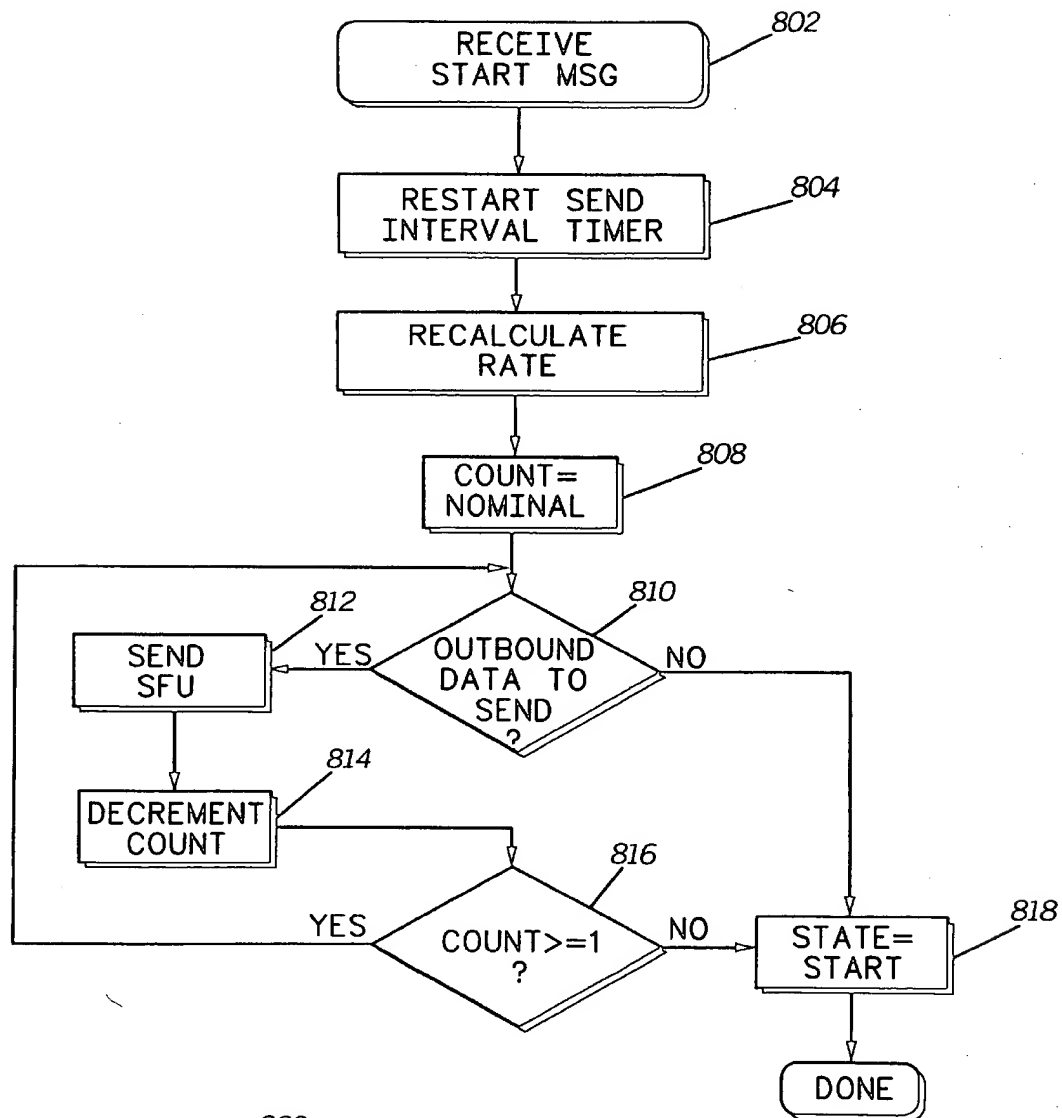 802
RECEIVE
START MSG
804
RESTART SEND
INTERVAL TIMER
806
RECALCULATE
RATE
808
COUNT=
NOMINAL
810
812
OUTBOUND
DATA TO
SEND
?
YES
NO
SEND
SFU
814
DECREMENT
COUNT
816
COUNT>=1
?
YES
NO
818
STATE=
START
DONE